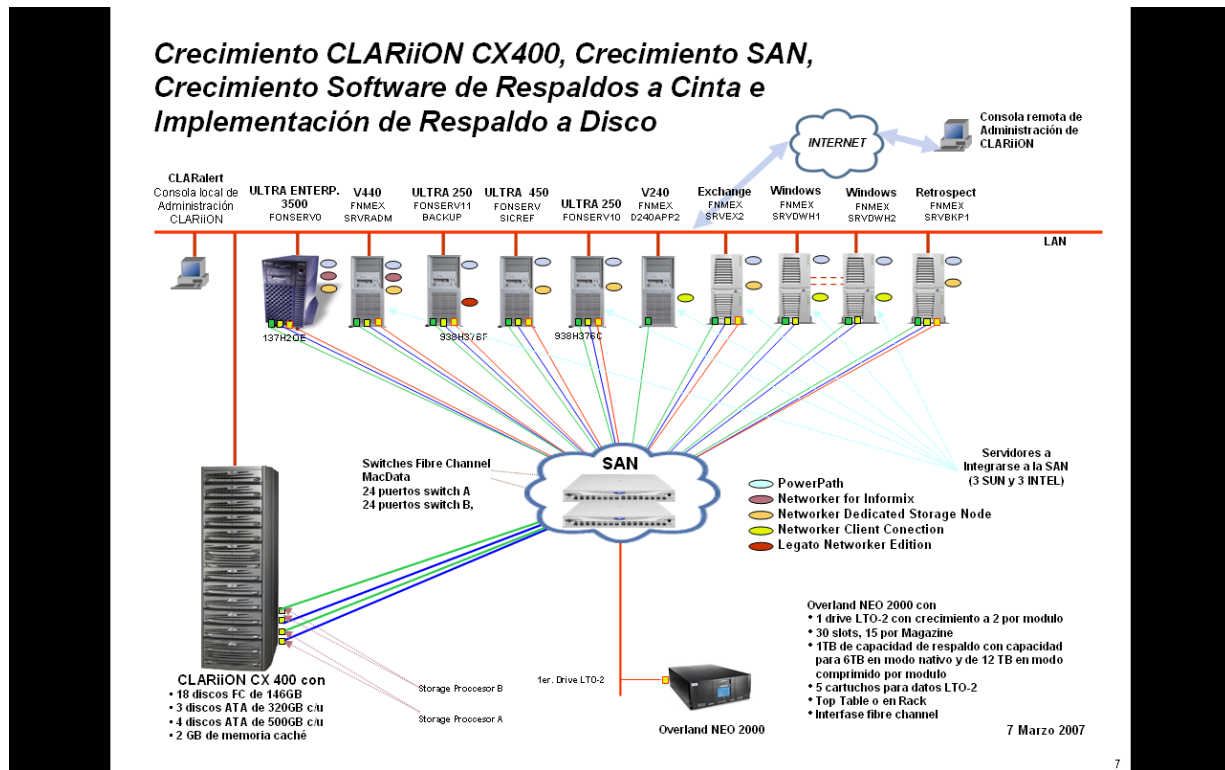 Crecimiento CLARiiON CX400, Crecimiento SAN,
Crecimiento Software de Respaldos a Cinta e
Implementación de Respaldo a Disco
INTERNET
Consola remota de
Administración de
CLARiiON
CLARalert
Consola local de
Administración
CLARiiON
ULTRA ENTERP.
3500
FONSERV0
V440
FNMEX
SRVRADM
ULTRA 250
FONSERV11
BACKUP
ULTRA 450
FONSERV
SICREF
ULTRA 250
FONSERV10
V240
FNMEX
D240APP2
Exchange
FNMEX
SRVEX2
Windows
FNMEX
SRVDWH1
Windows
FNMEX
SRVDWH2
Retrospect
FNMEX
SRVBKP1
LAN
137H2OE
938H37BF
938H376C
Switches Fibre Channel
MacData
24 puertos switch A
24 puertos switch B,
SAN
Servidores a
Integrarse a la SAN
(3 SUN y 3 INTEL)
PowerPath
Networker for Informix
Networker Dedicated Storage Node
Networker Client Conection
Legato Networker Edition
CLARiiON CX 400 con
• 18 discos FC de 146GB
• 3 discos ATA de 320GB c/u
• 4 discos ATA de 500GB c/u
• 2 GB de memoria caché
Storage Proccesor B
Storage Proccesor A
1er. Drive LTO-2
Overland NEO 2000
Overland NEO 2000 con
• 1 drive LTO-2 con crecimiento a 2 por modulo
• 30 slots, 15 por Magazine
• 1TB de capacidad de respaldo con capacidad
para 6TB en modo nativo y de 12 TB en modo
comprimido por modulo
• 5 cartuchos para datos LTO-2
• Top Table o en Rack
• Interfase fibre channel
7 Marzo 2007
7